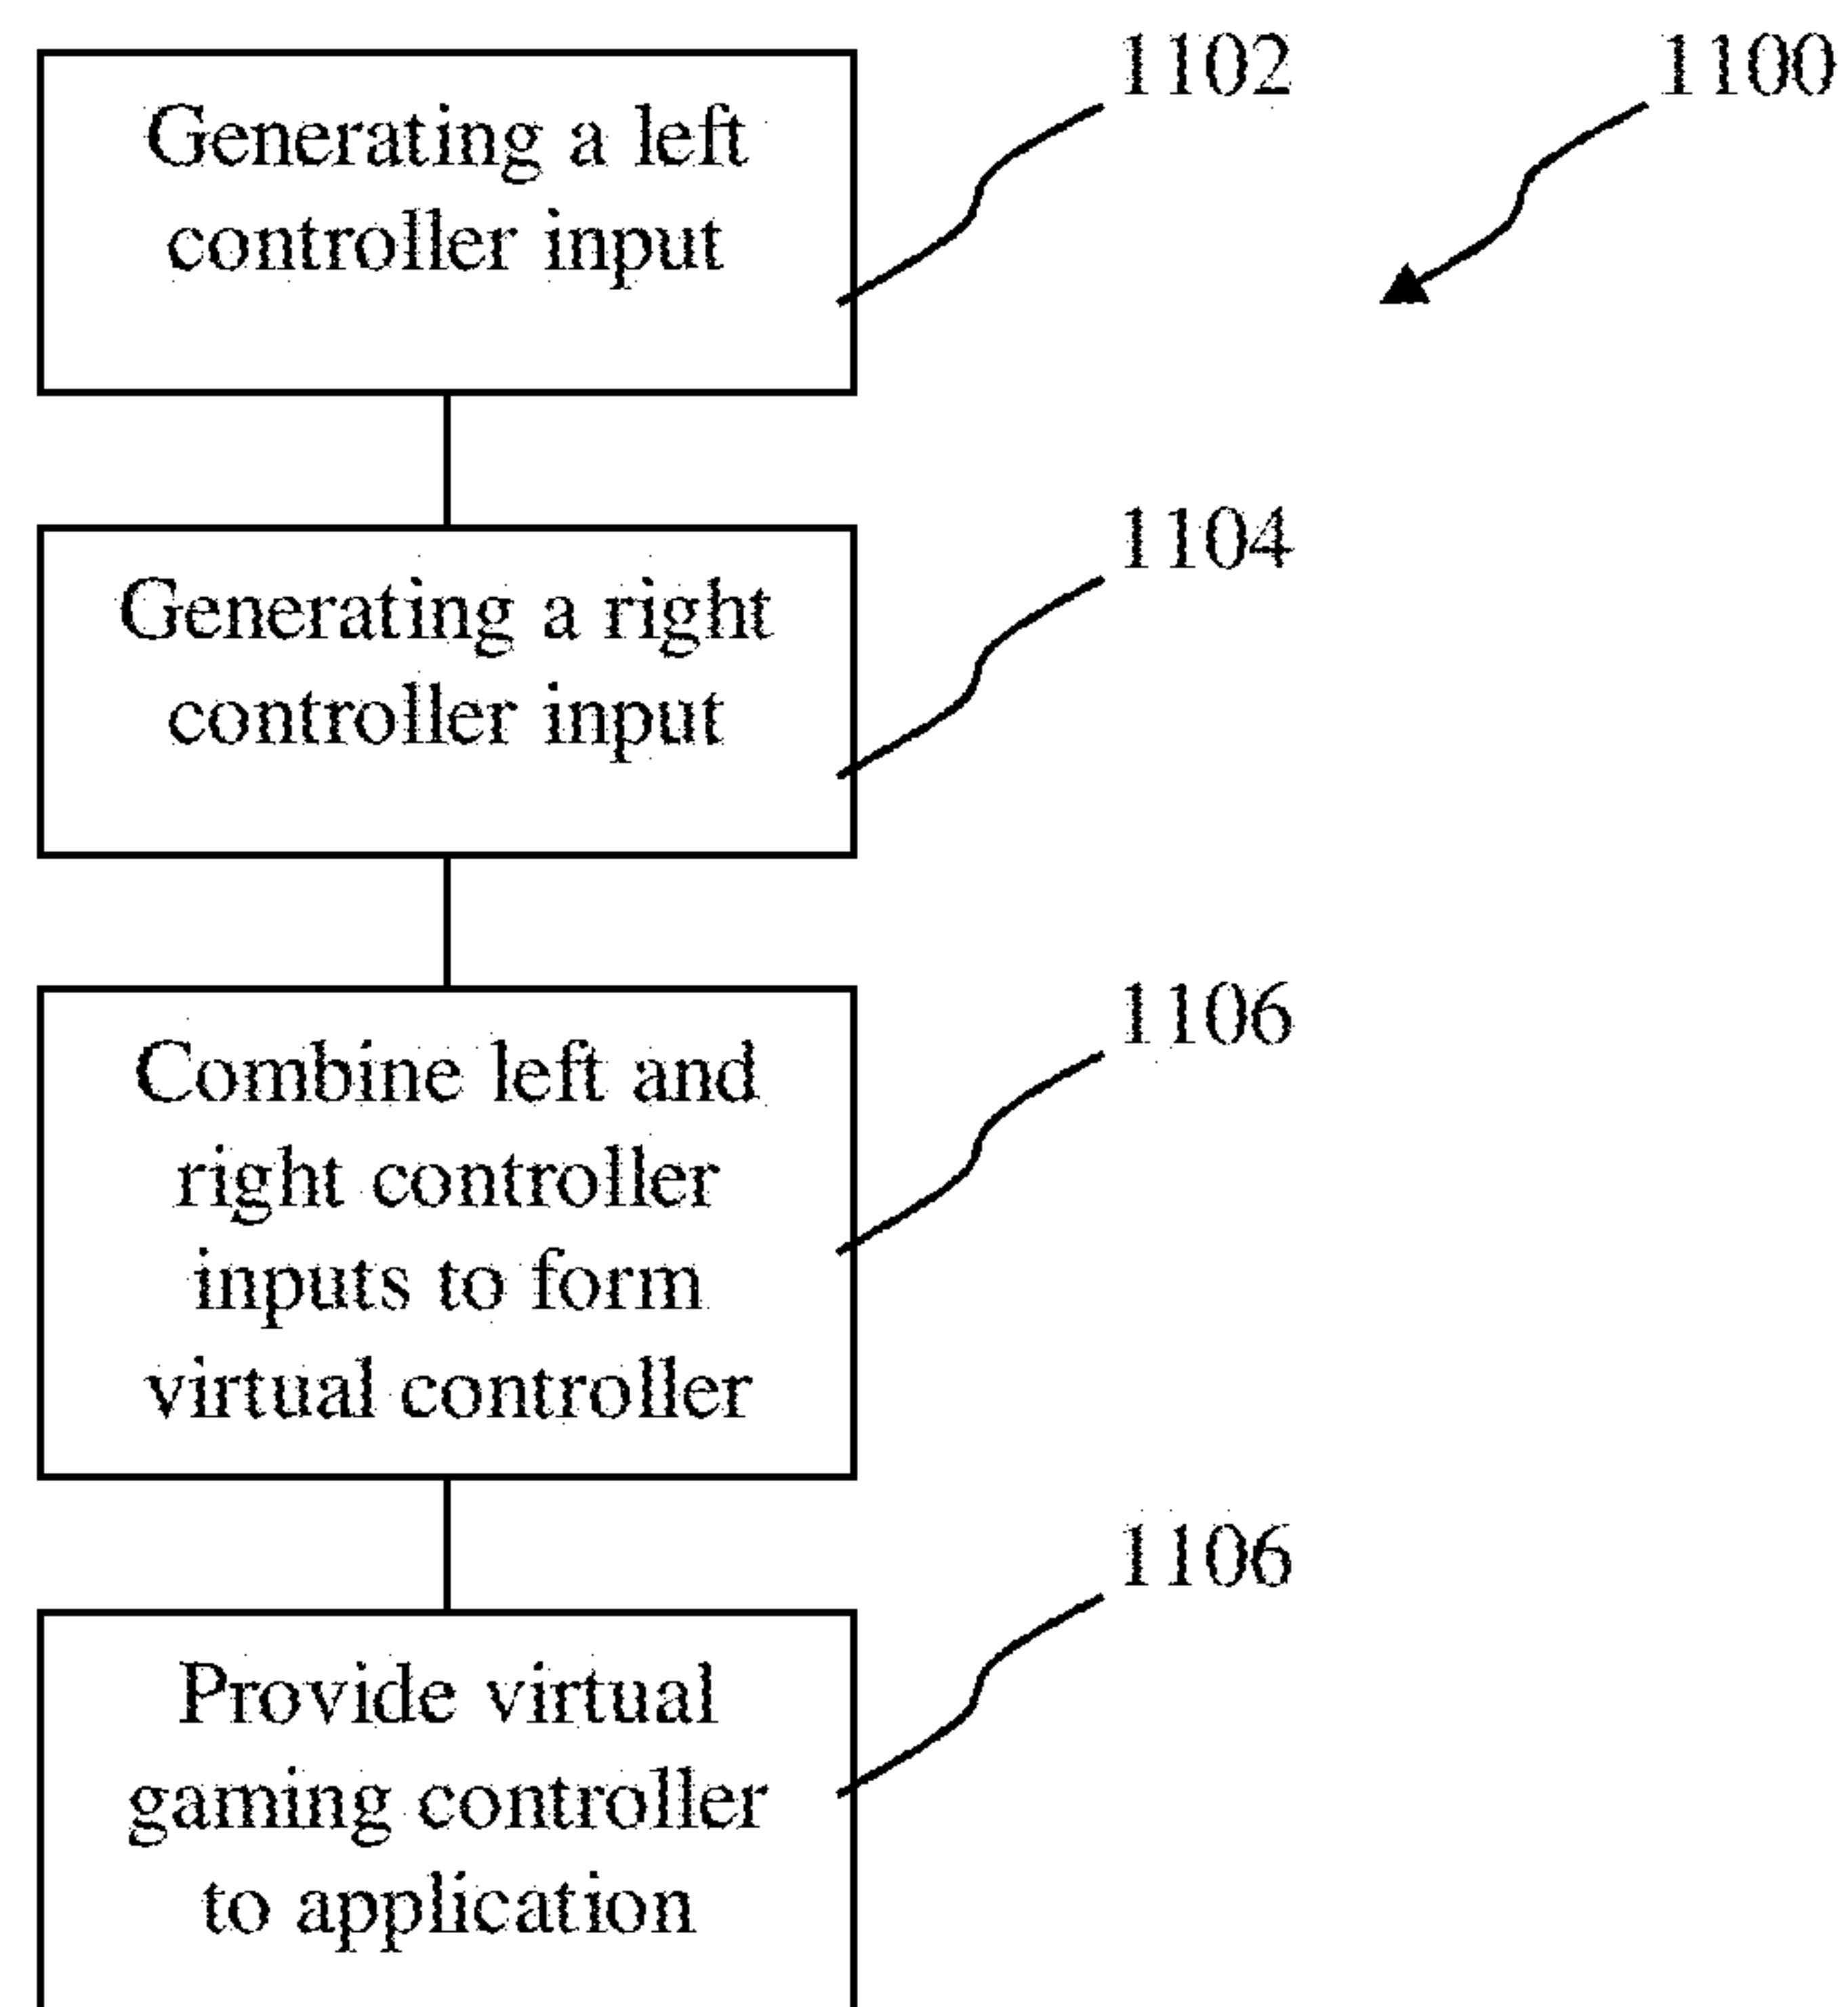 1102
1100
Generating a left
controller input
1104
Generating a right
controller input
1106
Combine left and
right controller
inputs to form
virtual controller
1106
Provide virtual
gaming controller
to application